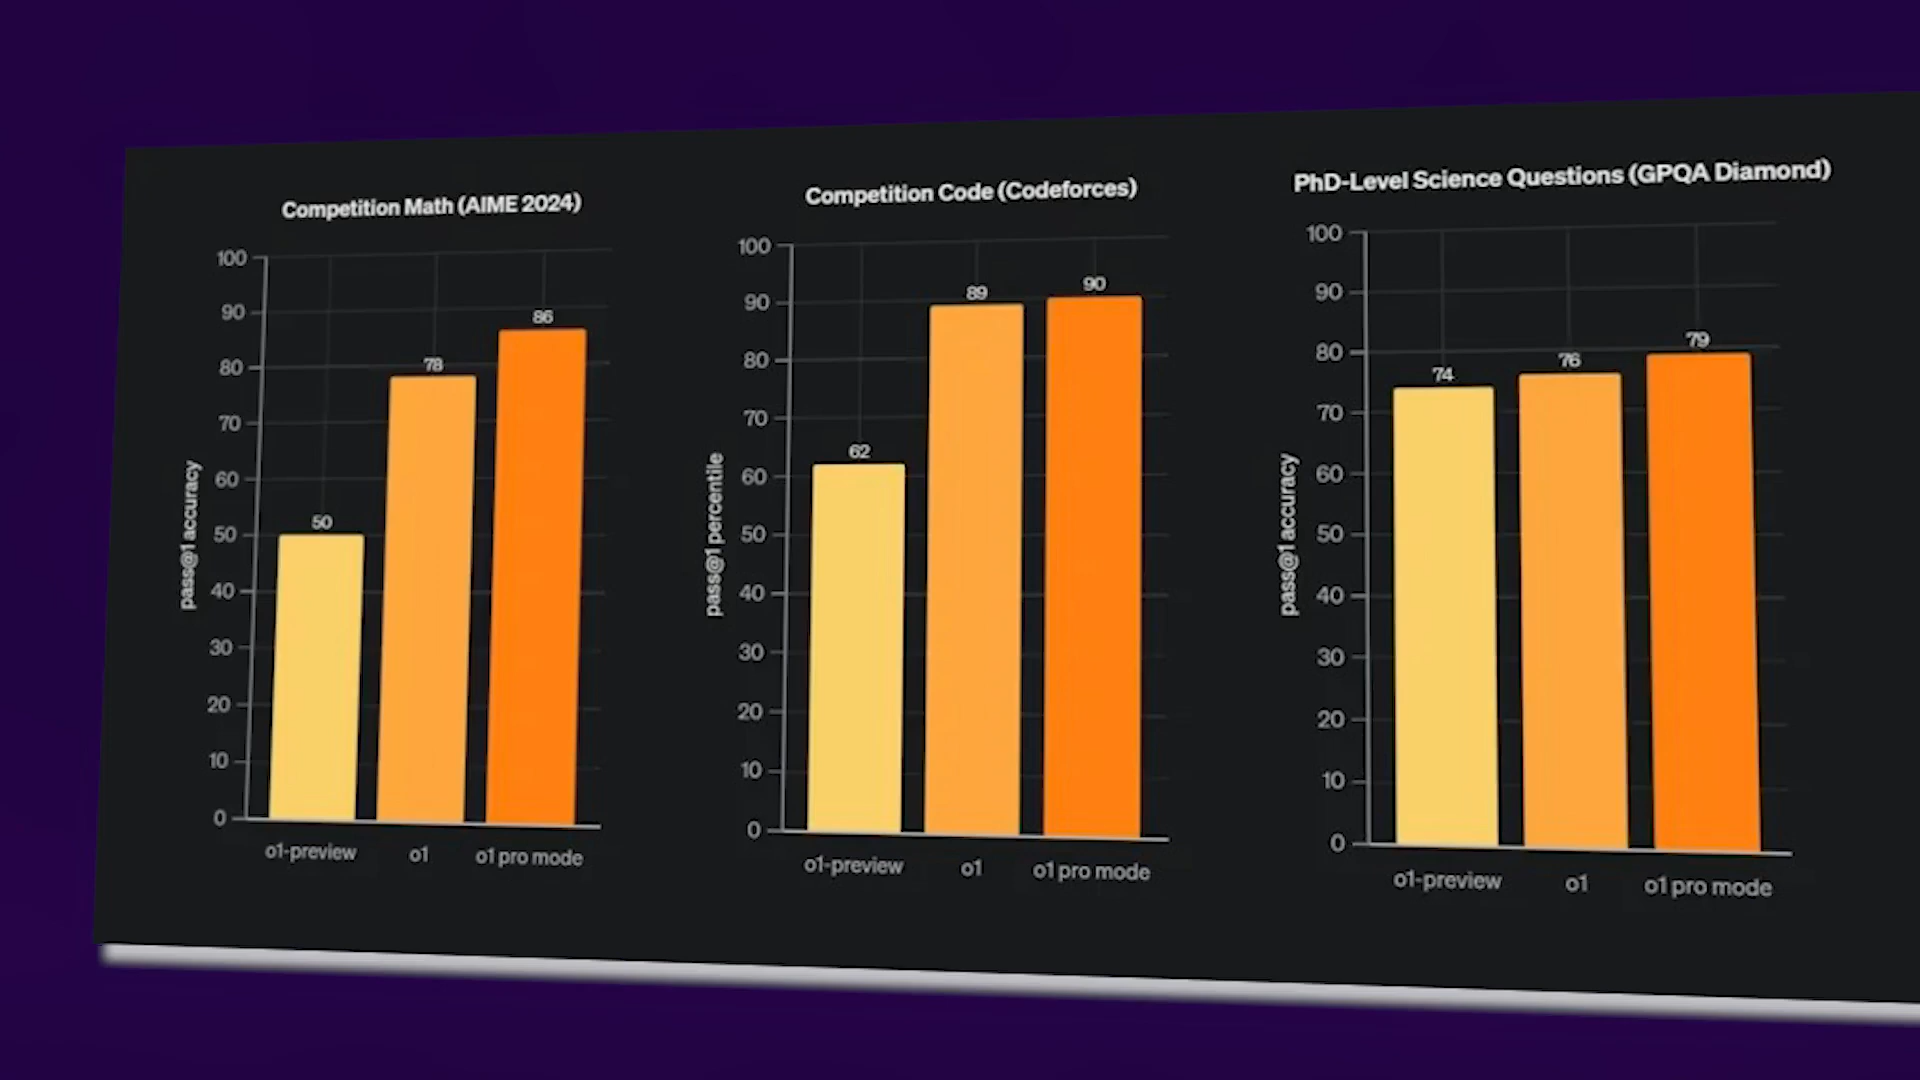 Competition Math (AIME 2024)
pass@1 accuracy
100
90
80
70
60
50
40
30
20
10
0
50
78
86
o1-preview
o1
o1 pro mode
Competition Code (Codeforces)
pass@1 percentile
100
90
80
70
60
50
40
30
20
10
0
62
89
90
o1-preview
o1
o1 pro mode
PhD-Level Science Questions (GPQA Diamond)
pass@1 accuracy
100
90
80
70
60
50
40
30
20
10
0
74
76
79
o1-preview
o1
o1 pro mode